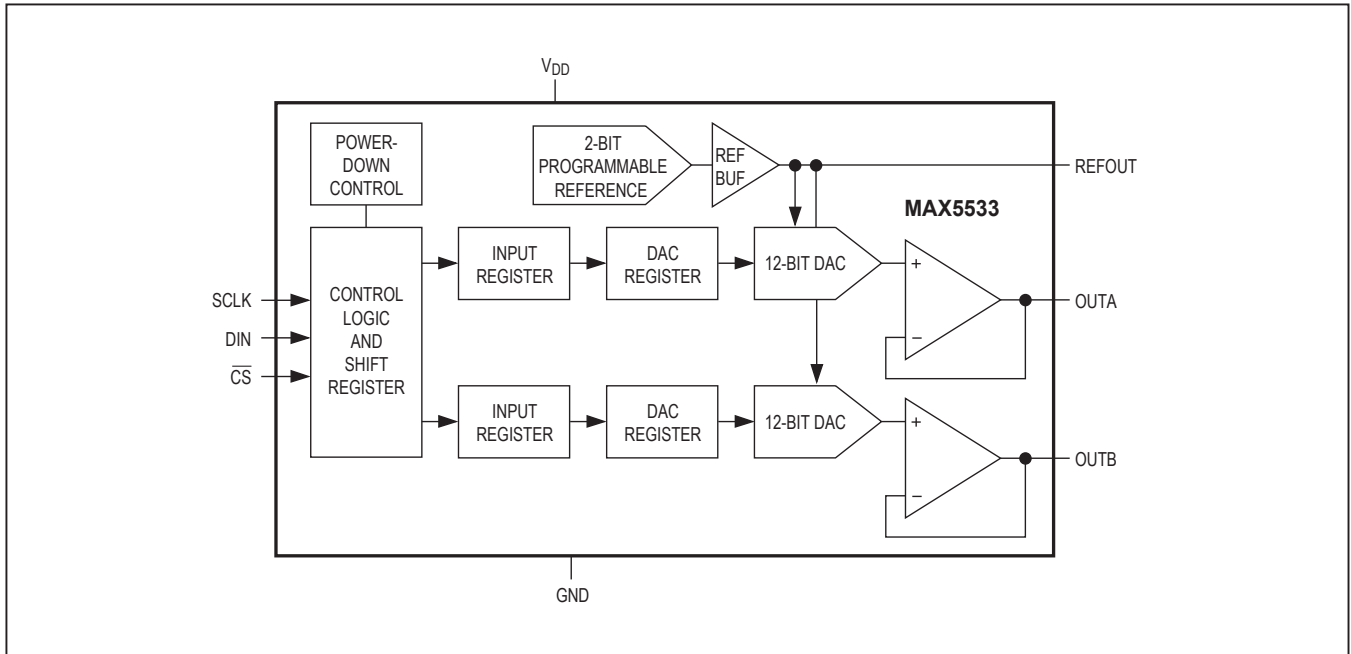 VDD
POWER-
DOWN
CONTROL
2-BIT
PROGRAMMABLE
REFERENCE
REF
BUF
REFOUT
MAX5533
CONTROL
LOGIC
AND
SHIFT
REGISTER
INPUT
REGISTER
DAC
REGISTER
12-BIT DAC
+
−
OUTA
SCLK
DIN
C̅S̅
INPUT
REGISTER
DAC
REGISTER
12-BIT DAC
+
−
OUTB
GND